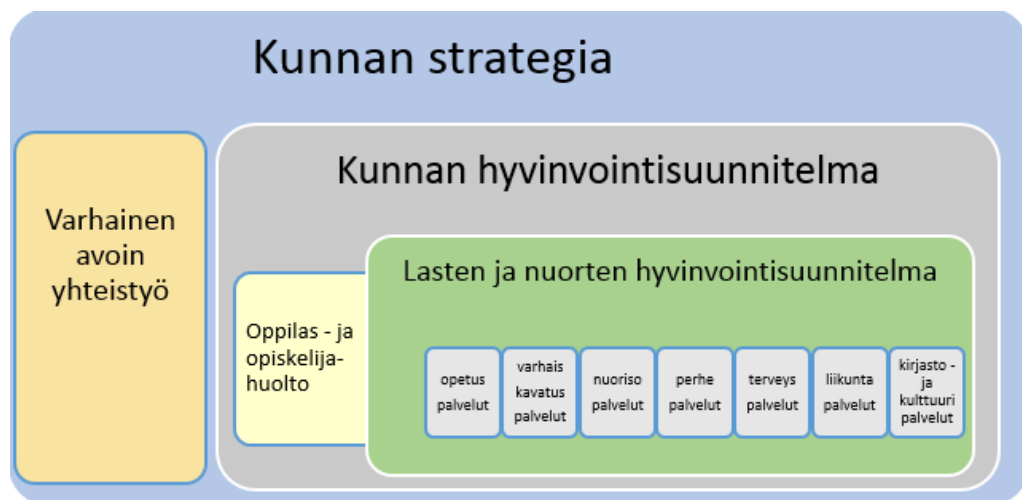 Kunnan strategia
Varhainen
avoin
yhteistyö
Kunnan hyvinvointisuunnitelma
Oppilas - ja
opiskelija-
huolto
Lasten ja nuorten hyvinvointisuunnitelma
opetus
palvelut
varhais
kavatus
palvelut
nuoriso
palvelut
perhe
palvelut
terveys
palvelut
liikunta
palvelut
kirjasto -
ja
kulttuuri
palvelut